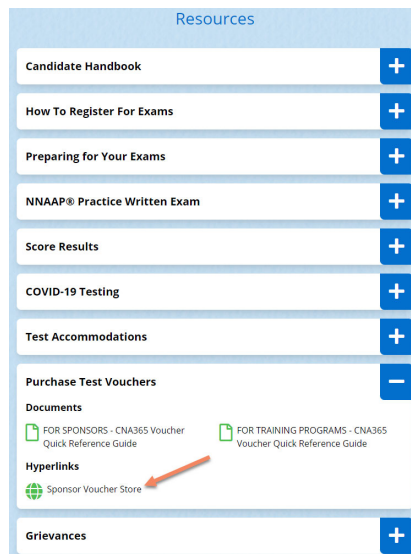 Resources
Candidate Handbook
How To Register For Exams
Preparing for Your Exams
NNAAP® Practice Written Exam
Score Results
COVID-19 Testing
Test Accommodations
Purchase Test Vouchers
Documents
FOR SPONSORS - CNA365 Voucher
Quick Reference Guide
FOR TRAINING PROGRAMS - CNA365
Voucher Quick Reference Guide
Hyperlinks
Sponsor Voucher Store
Grievances